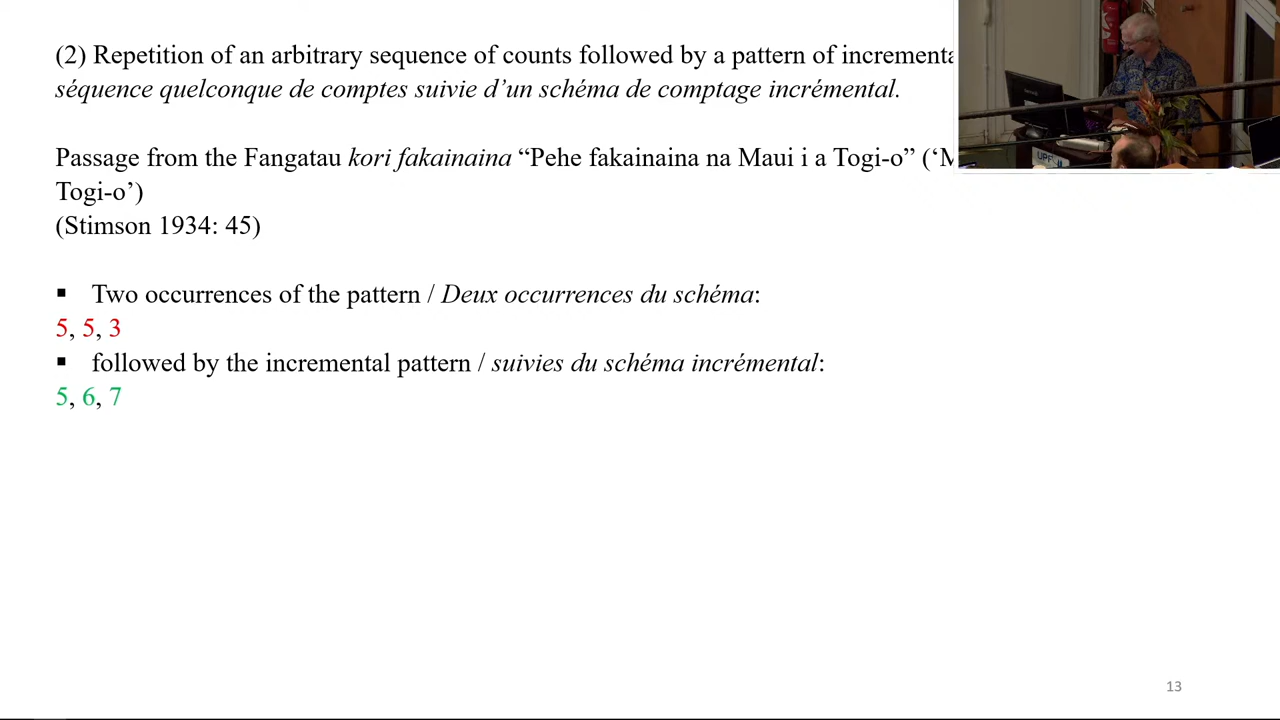 (2) Repetition of an arbitrary sequence of counts followed by a pattern of
séquence quelconque de comptes suivie d’un schéma de comptage incrémental.
Passage from the Fangatau kori fakainaina “Pehe fakainaina na Maui i a Togi-o” (‘
Togi-o’)
(Stimson 1934: 45)
▪ Two occurrences of the pattern / Deux occurrences du schéma:
5, 5, 3
▪ followed by the incremental pattern / suivies du schéma incrémental:
5, 6, 7
13